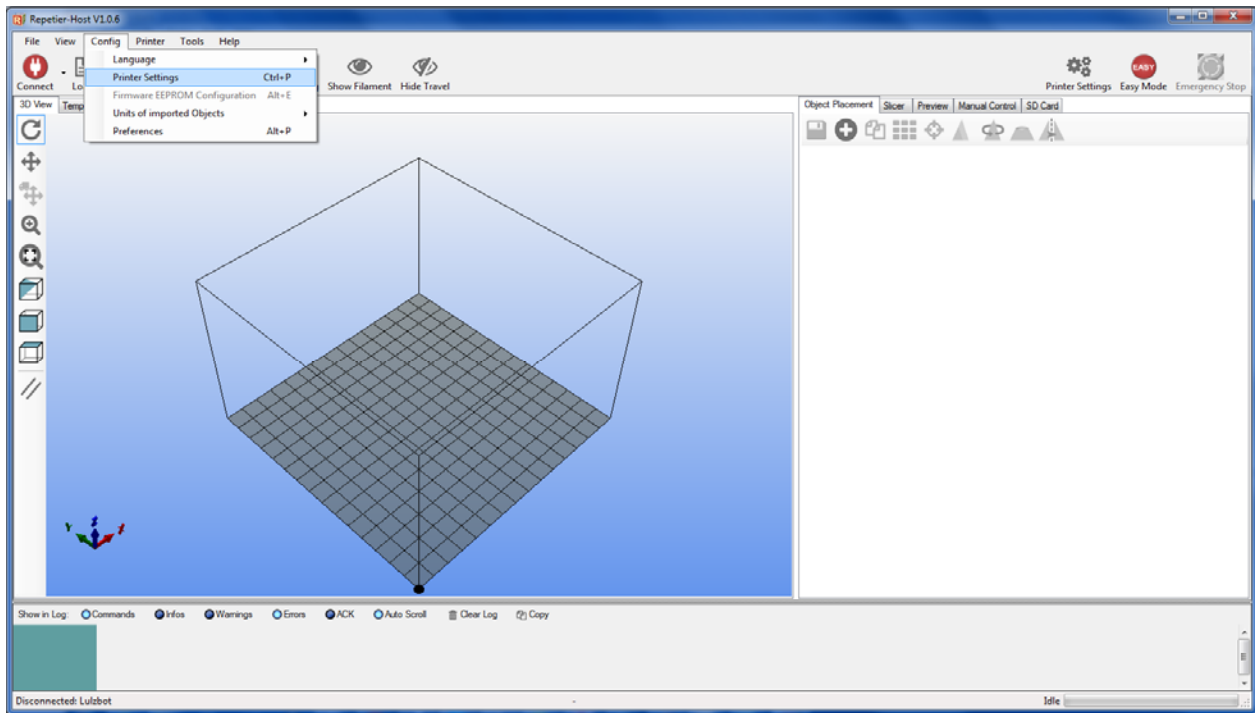 Repetier-Host V1.0.6
File View Config Printer Tools Help
Language
Printer Settings Ctrl+P
Firmware EEPROM Configuration Alt+E
Units of imported Objects
Preferences Alt+P
Connect Lo Show Filament Hide Travel Printer Settings Easy Mode Emergency Stop
EASY
3D View Temp Object Placement Slicer Preview Manual Control SD Card
Y Z X
Show in Log: Commands Infos Warnings Errors ACK Auto Scroll Clear Log Copy
Disconnected: Lulzbot - Idle